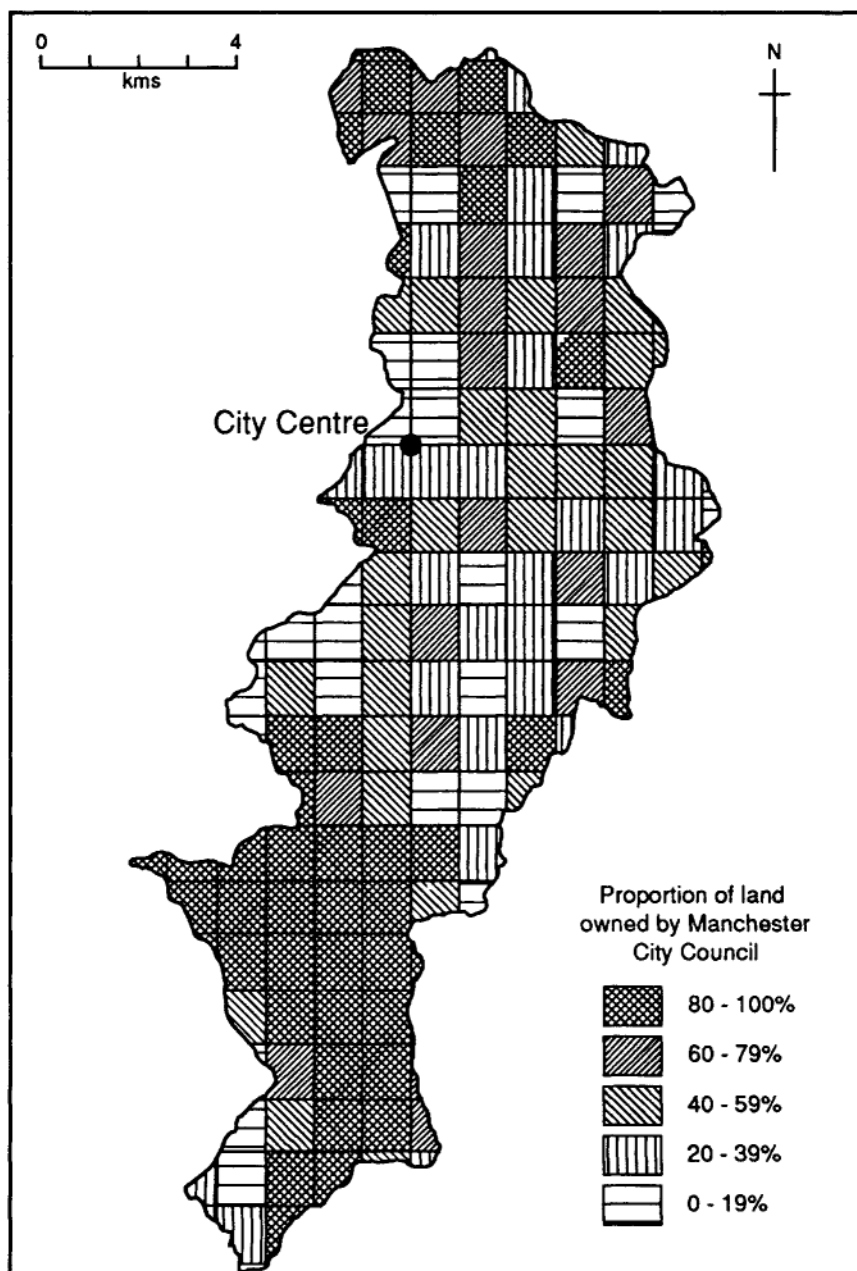 0 4
kms
N
City Centre
Proportion of land
owned by Manchester
City Council
80 - 100%
60 - 79%
40 - 59%
20 - 39%
0 - 19%